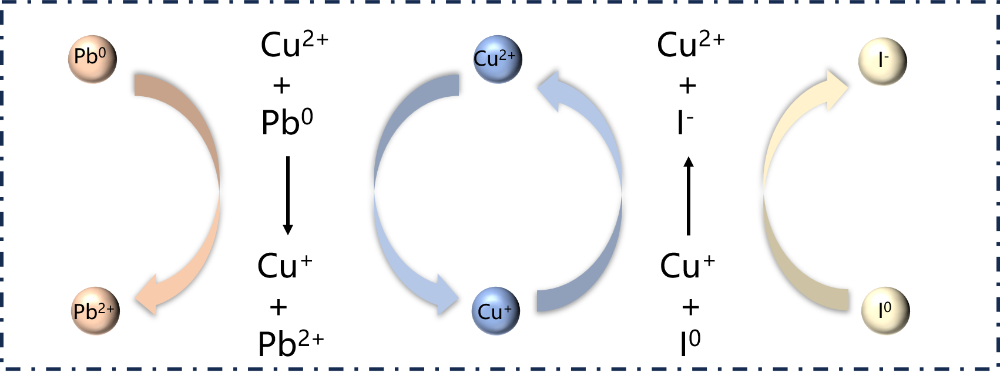 Pb⁰
Pb²⁺
Cu²⁺
+
Pb⁰
Cu⁺
+
Pb²⁺
Cu²⁺
Cu⁺
Cu²⁺
+
I⁻
Cu⁺
+
I⁰
I⁻
I⁰